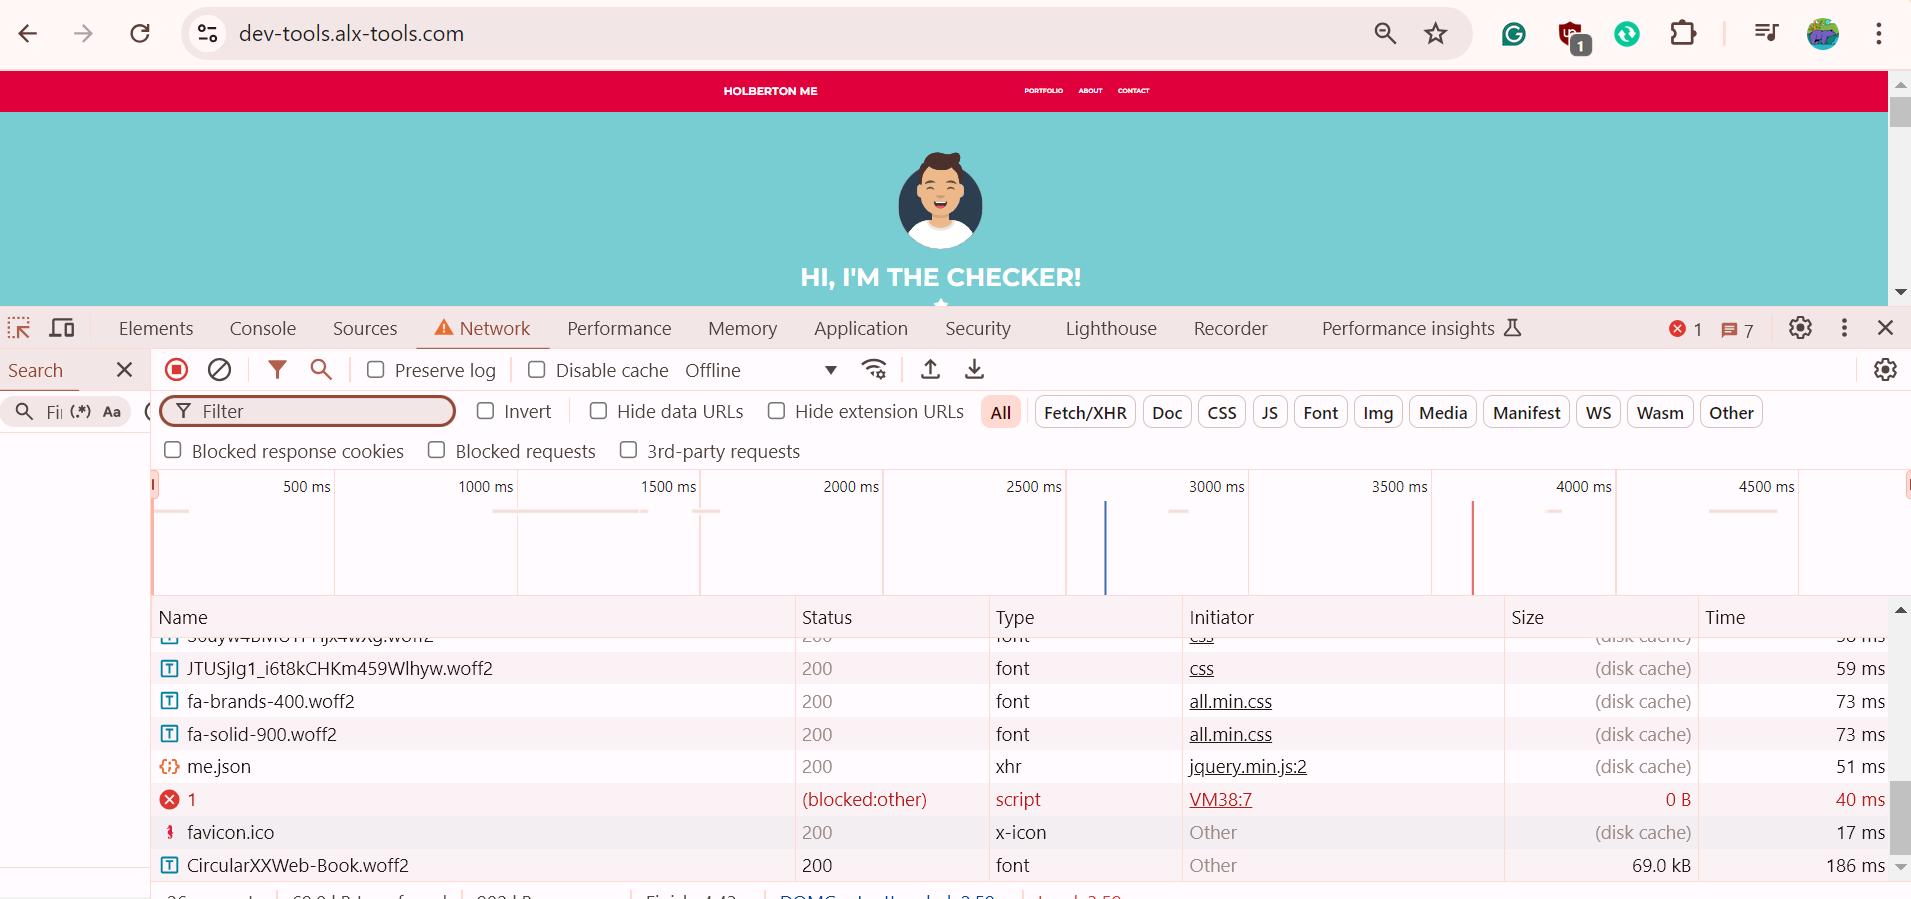 dev-tools.alx-tools.com
1
HOLBERTON ME PORTFOLIO ABOUT CONTACT
HI, I'M THE CHECKER!
Elements Console Sources Network Performance Memory Application Security Lighthouse Recorder Performance insights 1 7
Search Preserve log Disable cache Offline
Fi (.*) Aa Filter Invert Hide data URLs Hide extension URLs All Fetch/XHR Doc CSS JS Font Img Media Manifest WS Wasm Other
Blocked response cookies Blocked requests 3rd-party requests
500 ms 1000 ms 1500 ms 2000 ms 2500 ms 3000 ms 3500 ms 4000 ms 4500 ms
Name Status Type Initiator Size Time
200 font css (disk cache)
JTUSjIg1_i6t8kCHKm459Wlhyw.woff2 200 font css (disk cache) 59 ms
fa-brands-400.woff2 200 font all.min.css (disk cache) 73 ms
fa-solid-900.woff2 200 font all.min.css (disk cache) 73 ms
me.json 200 xhr jquery.min.js:2 (disk cache) 51 ms
1 (blocked:other) script VM38:7 0 B 40 ms
favicon.ico 200 x-icon Other (disk cache) 17 ms
CircularXXWeb-Book.woff2 200 font Other 69.0 kB 186 ms